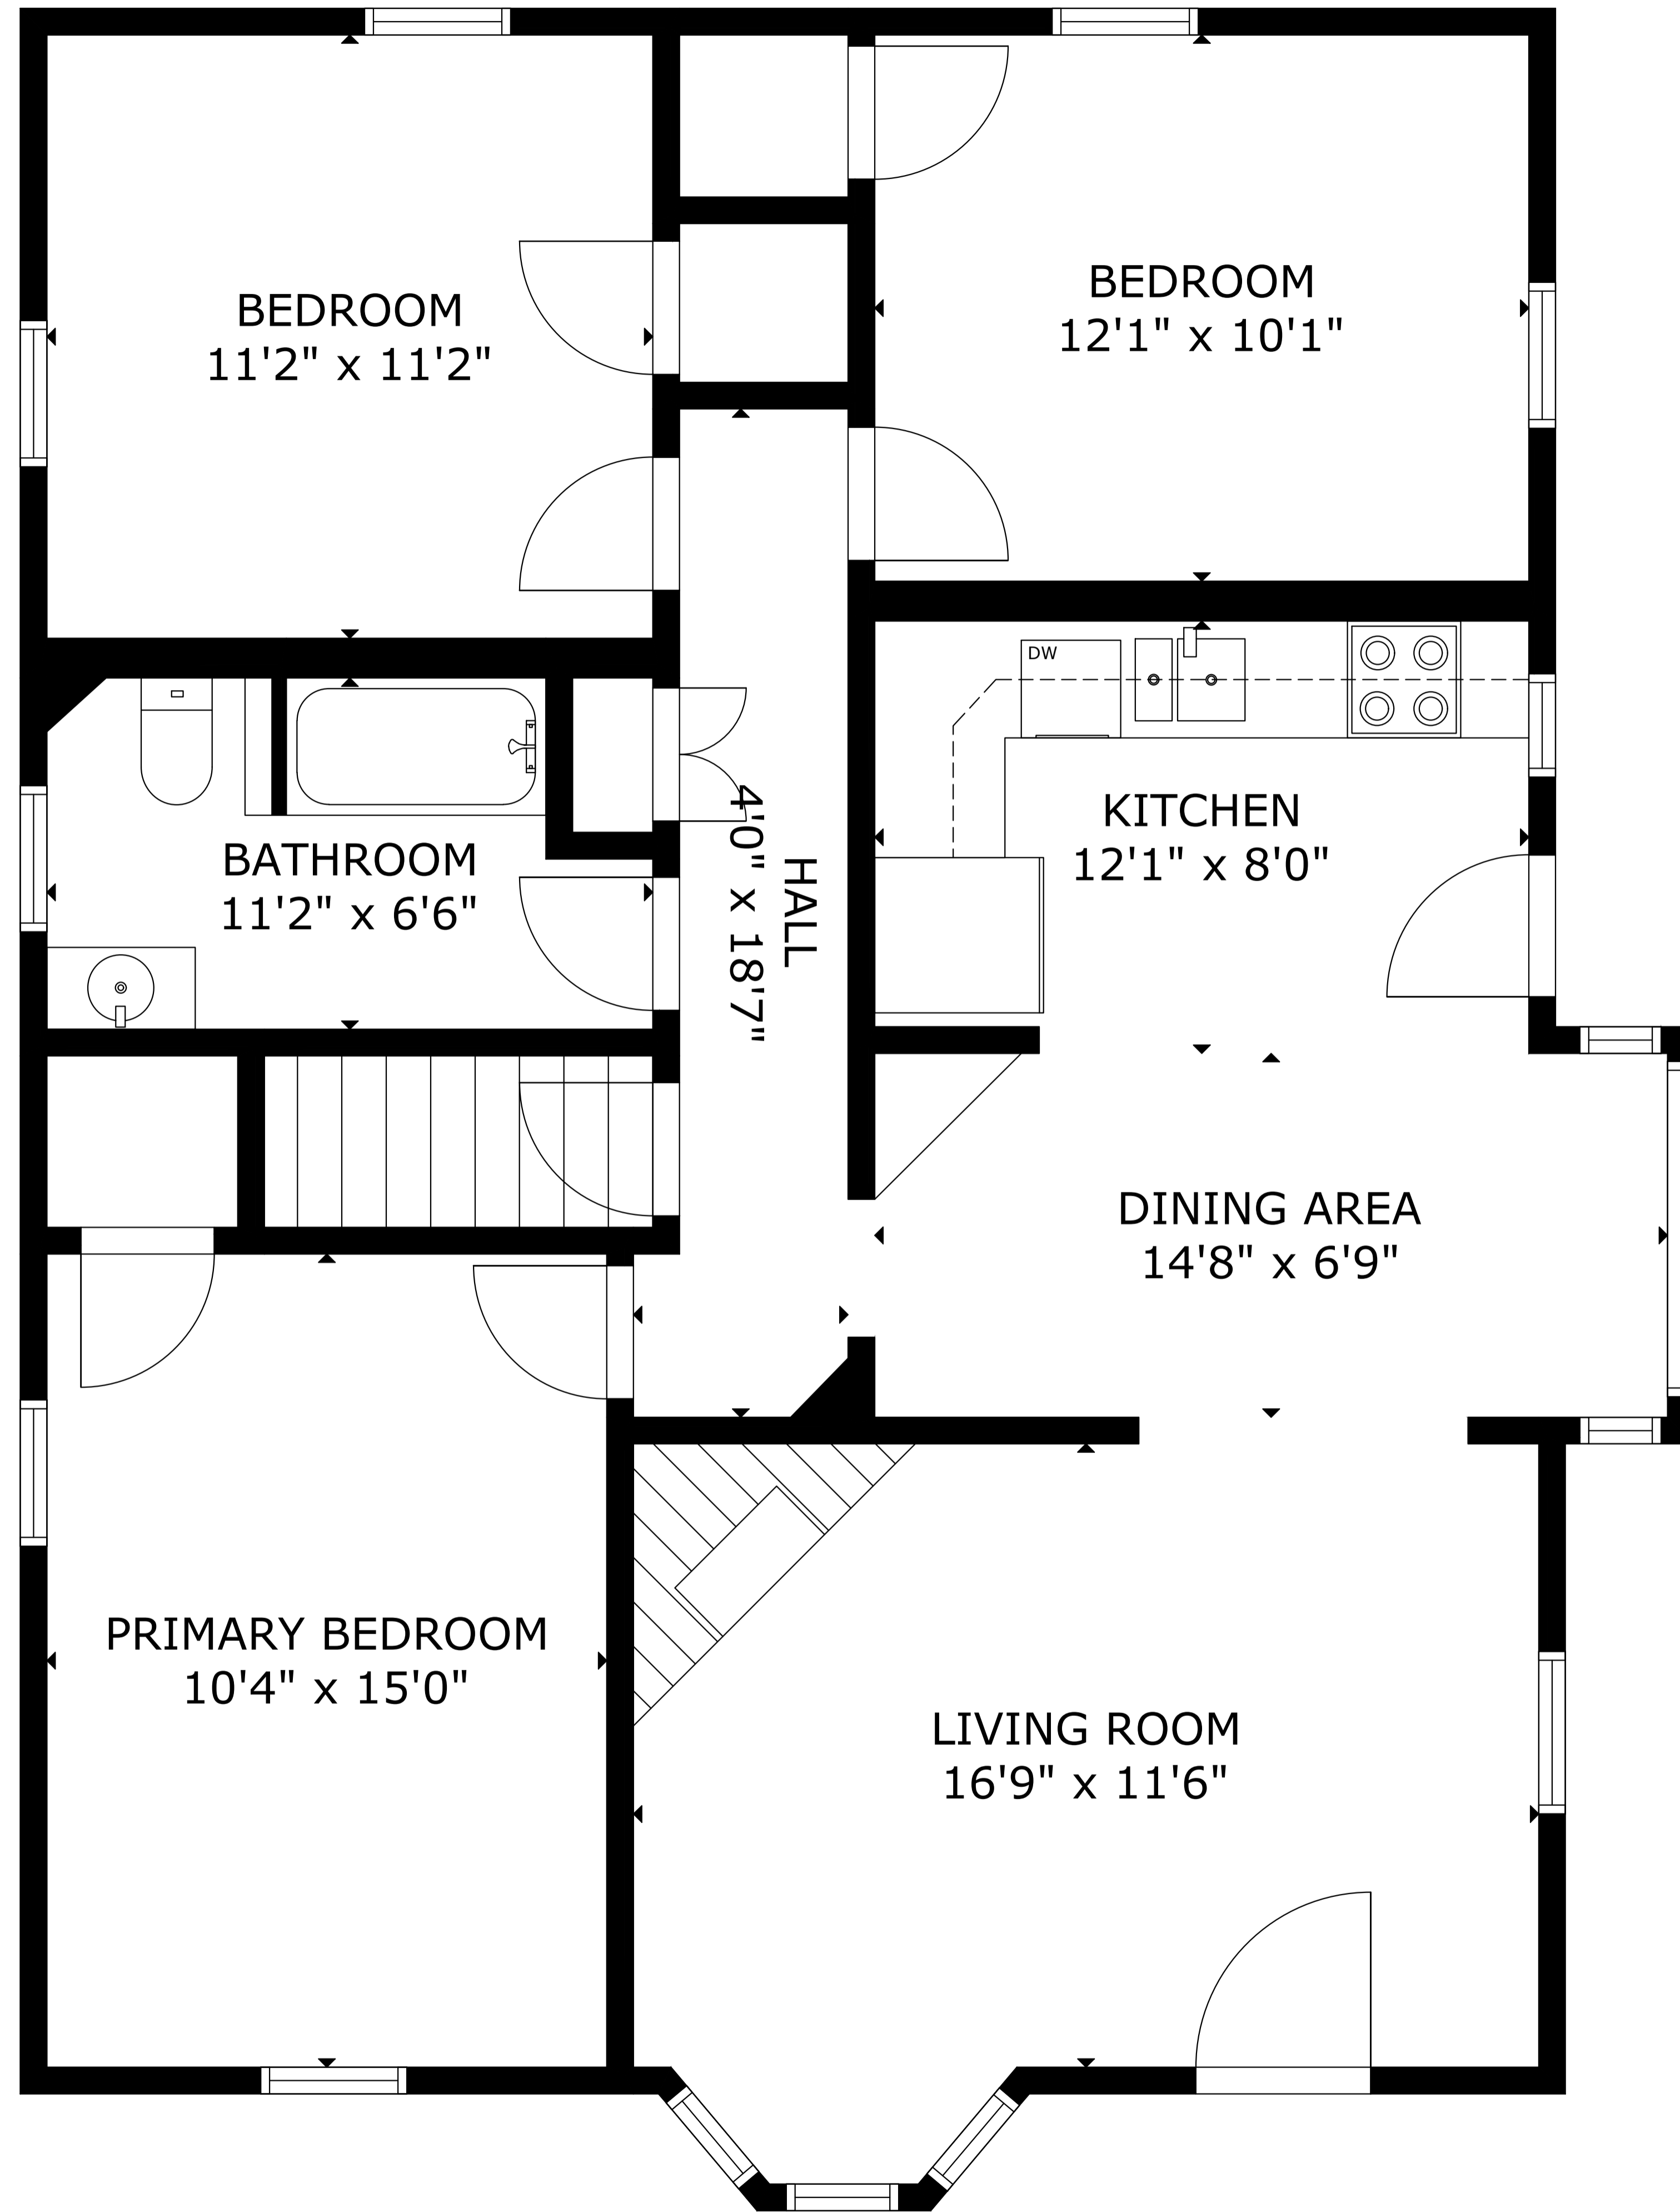 BEDROOM
11'2" x 11'2"
BEDROOM
12'1" x 10'1"
DW
KITCHEN
12'1" x 8'0"
BATHROOM
11'2" x 6'6"
HALL
4'0" x 18'7"
DINING AREA
14'8" x 6'9"
PRIMARY BEDROOM
10'4" x 15'0"
LIVING ROOM
16'9" x 11'6"